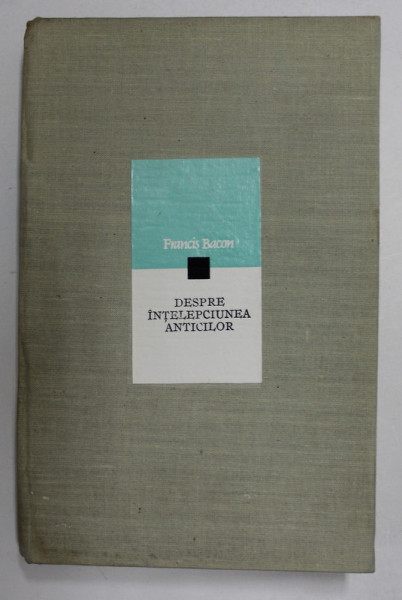 Francis Bacon
DESPRE
ÎNȚELEPCIUNEA
ANTICILOR